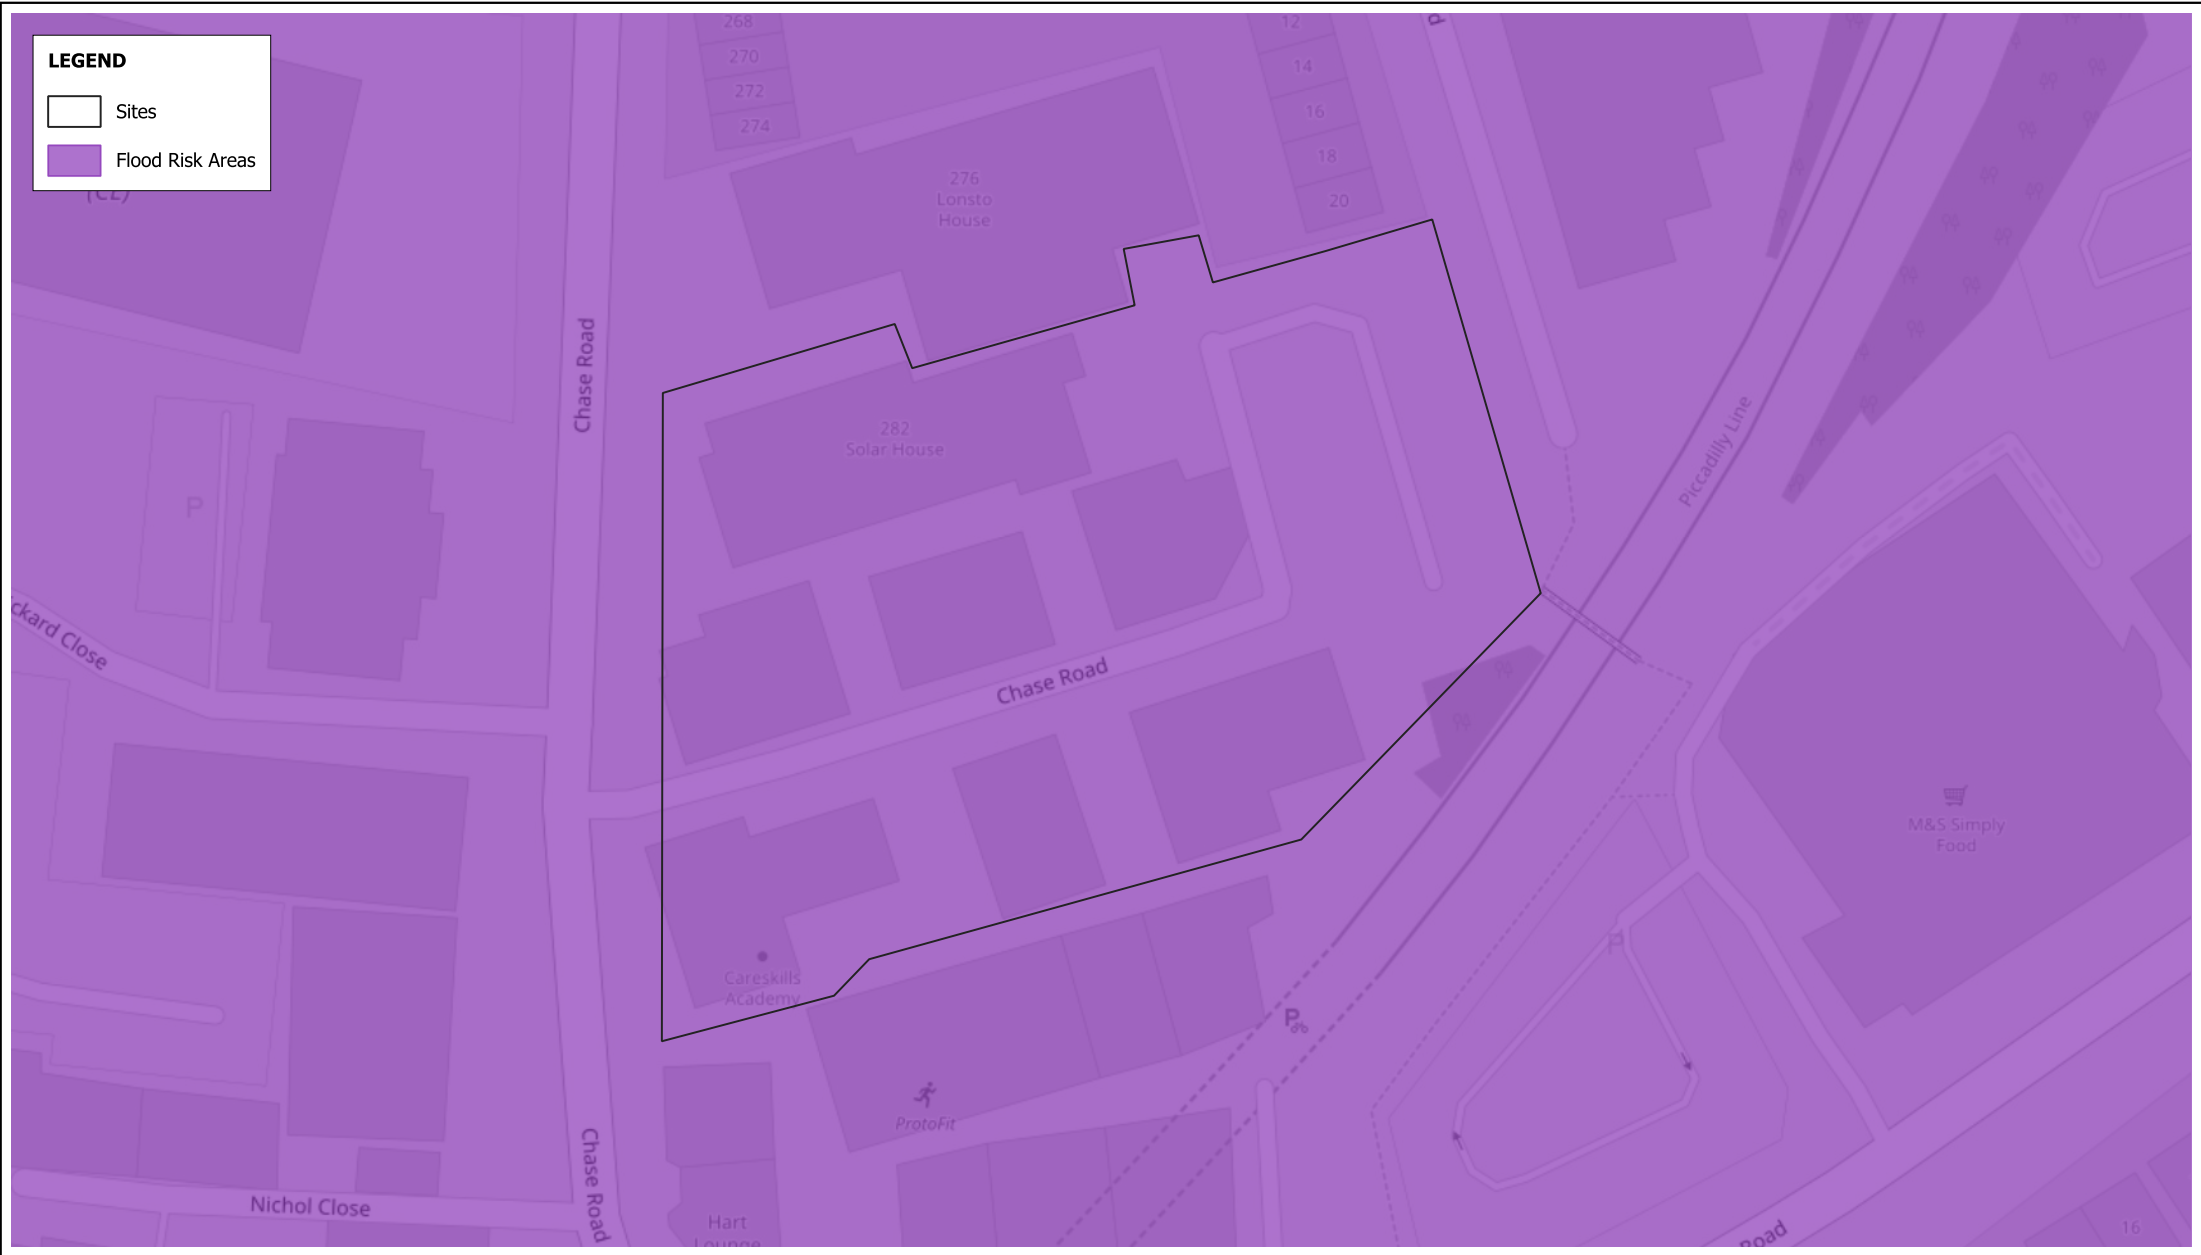 LEGEND
Sites
Flood Risk Areas
(CE)
268
270
272
274
12
14
16
18
20
276
Lonsto
House
Chase Road
282
Solar House
P
ckard Close
Piccadilly Line
Chase Road
M&S Simply
Food
P
Careskills
Academy
P
ProtoFit
Chase Road
Nichol Close
Hart
Lounge
Road
16